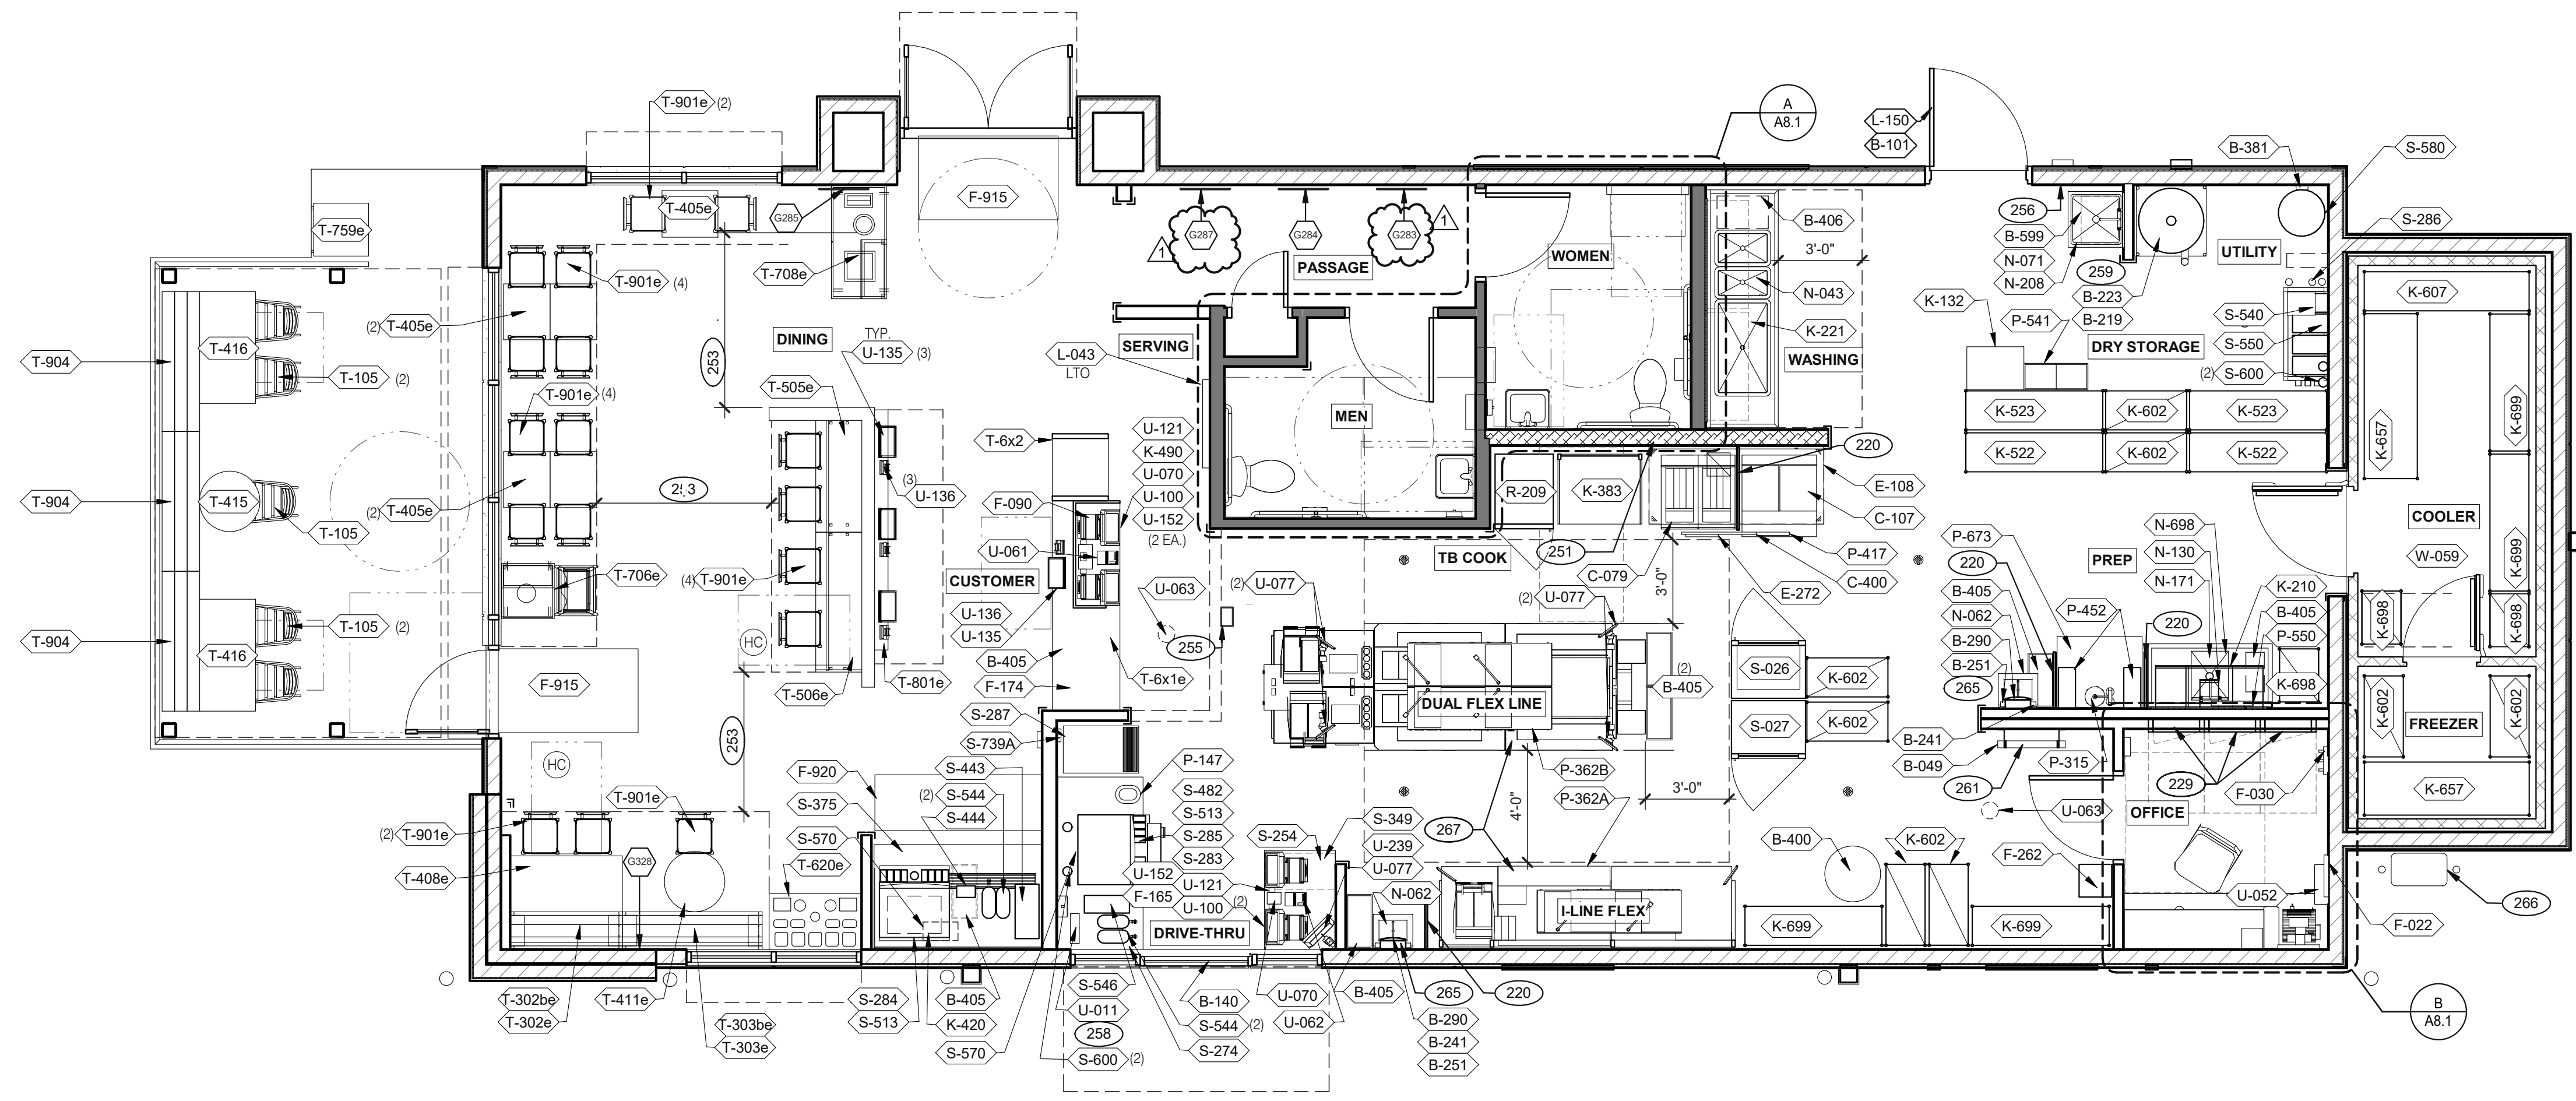 T-901e (2)
A
A8.1
L-150
B-101
B-381
S-580
T-759e
T-405e
G285
F-915
G287
1
G284
G283
1
B-406
256
B-599
N-071
N-208
S-286
UTILITY
T-708e
PASSAGE
WOMEN
3'-0"
259
B-223
B-219
T-901e (4)
N-043
K-132
P-541
K-607
(2) T-405e
DINING
TYP.
U-135 (3)
SERVING
K-221
WASHING
DRY STORAGE
S-540
S-550
(2) S-600
T-904
T-416
253
L-043
LTO
T-105 (2)
T-505e
T-901e (4)
MEN
K-523
K-602
K-523
K-522
K-602
K-522
K-657
K-699
T-6x2
U-121
K-490
U-070
U-100
U-152
(2 EA.)
220
T-904
T-415
T-105
(2) T-405e
253
(3)
U-136
F-090
R-209
K-383
E-108
C-107
COOLER
W-059
K-699
U-061
251
TB COOK
P-417
C-400
E-272
C-079
P-673
220
PREP
N-698
N-130
N-171
T-706e
(4) T-901e
CUSTOMER
U-063
(2) U-077
(2) U-077
3'-0"
B-405
N-062
B-290
B-251
265
P-452
220
K-210
B-405
P-550
K-698
K-698
K-698
HC
U-136
U-135
B-405
F-174
255
T-904
T-416
T-105 (2)
F-915
T-506e
T-801e
T-6x1e
DUAL FLEX LINE
(2)
B-405
S-026
K-602
S-027
K-602
K-602
FREEZER
K-602
K-657
S-287
S-739A
253
HC
F-920
S-375
S-570
T-620e
S-443
(2) S-544
S-444
P-147
S-482
S-513
S-285
S-283
P-362B
P-362A
3'-0"
4'-0"
B-241
B-049
261
P-315
229
F-030
U-063
OFFICE
T-901e
(2) T-901e
G328
T-408e
U-152
F-165
U-121
U-100 (2)
S-254
S-349
U-239
U-077
267
N-062
B-400
K-602
F-262
U-052
DRIVE-THRU
I-LINE FLEX
K-699
K-699
266
F-022
T-302be
T-302e
T-411e
T-303be
T-303e
S-284
S-513
B-405
K-420
S-570
S-546
U-011
258
S-600 (2)
B-140
S-544 (2)
S-274
U-070
U-062
B-405
265
B-290
B-241
B-251
220
B
A8.1